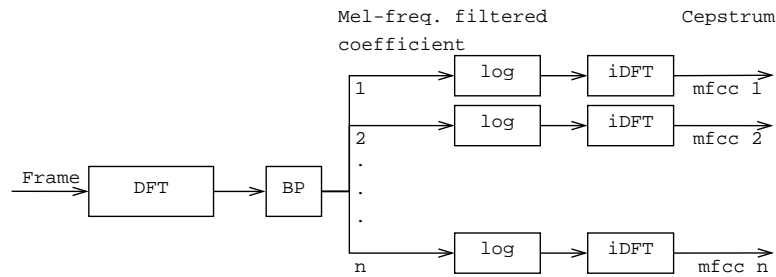 Mel-freq. filtered
coefficient
Cepstrum
1
log
iDFT
mfcc 1
2
log
iDFT
mfcc 2
Frame
DFT
BP
.
.
.
n
log
iDFT
mfcc n